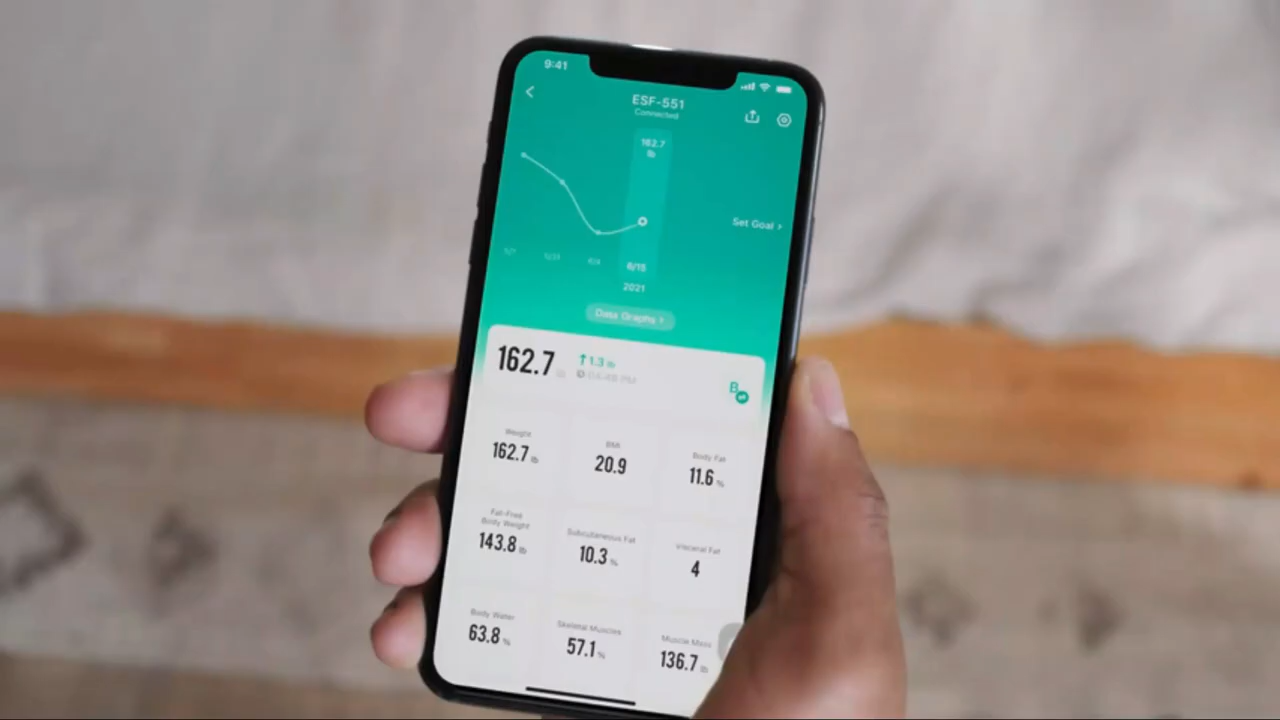 9:41
ESF-551
Connected
162.7
lb
Set Goal ›
6/15
2021
Data Graphs ›
162.7
↑1.3 lb
B
Weight
162.7 lb
BMI
20.9
Body Fat
11.6 %
Fat-Free
Body Weight
143.8 lb
Subcutaneous Fat
10.3 %
Visceral Fat
4
Body Water
63.8 %
Skeletal Muscles
57.1 %
Muscle Mass
136.7 lb